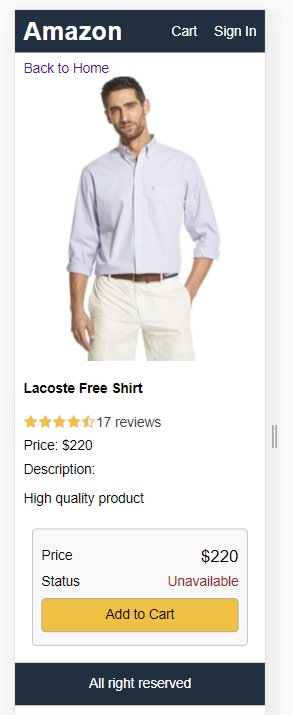 Amazon Cart Sign In
Back to Home
Lacoste Free Shirt
17 reviews
Price: $220
Description:
High quality product
Price $220
Status Unavailable
Add to Cart
All right reserved